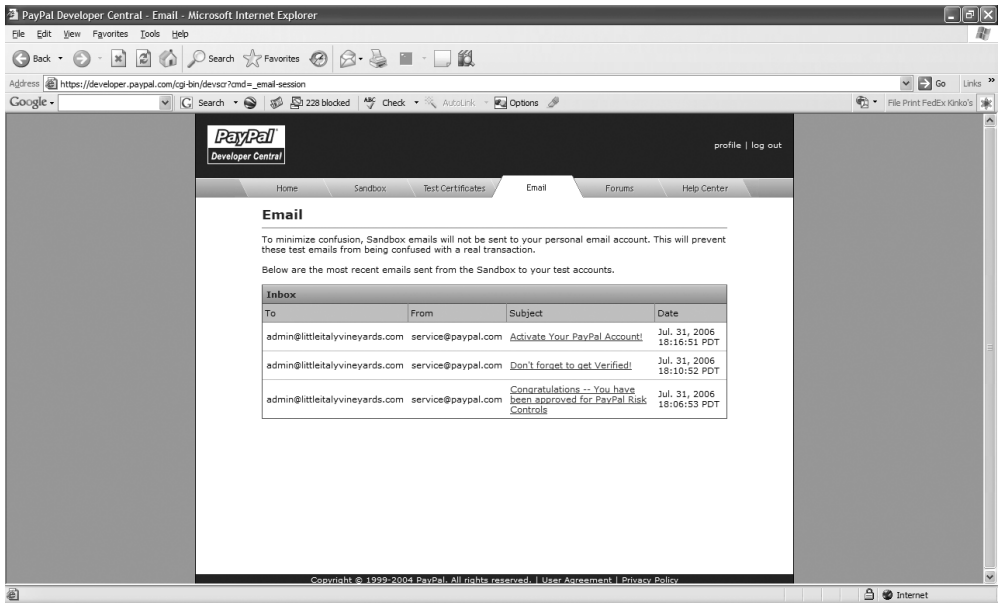 PayPal Developer Central - Email - Microsoft Internet Explorer
File Edit View Favorites Tools Help
Back Search Favorites
Address https://developer.paypal.com/cgi-bin/devscr?cmd=_email-session Go Links »
Google Search 228 blocked ABC Check AutoLink Options File Print FedEx Kinko's
PayPal
Developer Central
profile | log out
Home Sandbox Test Certificates Email Forums Help Center
Email
To minimize confusion, Sandbox emails will not be sent to your personal email account. This will prevent
these test emails from being confused with a real transaction.
Below are the most recent emails sent from the Sandbox to your test accounts.
Inbox
To From Subject Date
admin@littleitalyvineyards.com service@paypal.com Activate Your PayPal Account! Jul. 31, 2006
18:16:51 PDT
admin@littleitalyvineyards.com service@paypal.com Don't forget to get Verified! Jul. 31, 2006
18:10:52 PDT
Congratulations -- You have
admin@littleitalyvineyards.com service@paypal.com been approved for PayPal Risk Jul. 31, 2006
Controls 18:06:53 PDT
Copyright © 1999-2004 PayPal. All rights reserved. | User Agreement | Privacy Policy
Internet